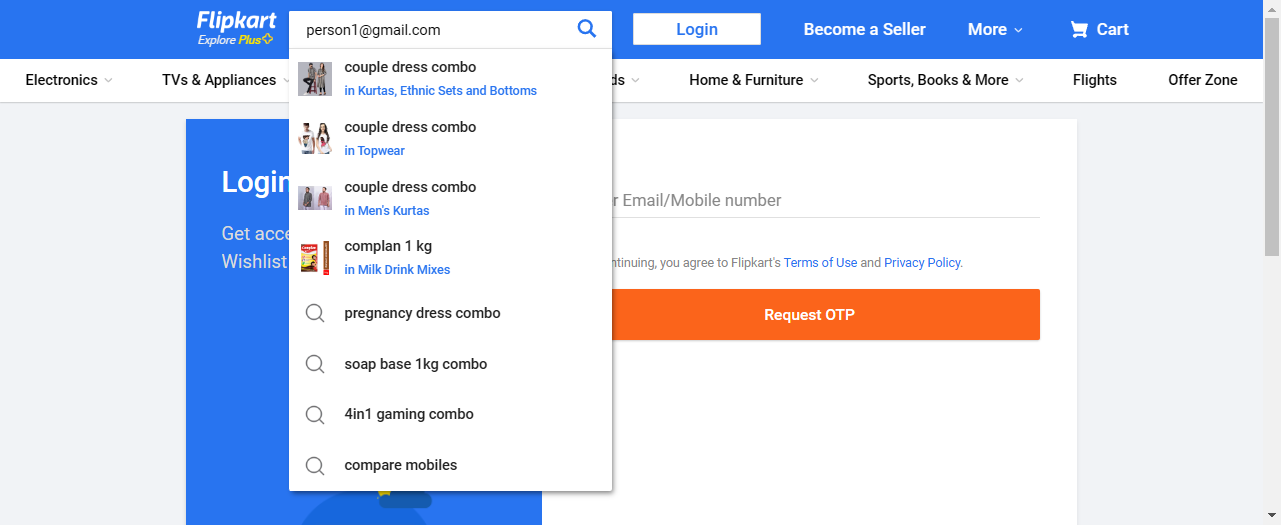 Flipkart
Explore Plus
person1@gmail.com
Login
Become a Seller
More
Cart
Electronics
TVs & Appliances
ds
Home & Furniture
Sports, Books & More
Flights
Offer Zone
couple dress combo
in Kurtas, Ethnic Sets and Bottoms
couple dress combo
in Topwear
couple dress combo
in Men's Kurtas
complan 1 kg
in Milk Drink Mixes
pregnancy dress combo
soap base 1kg combo
4in1 gaming combo
compare mobiles
Login
Get acce
Wishlist
r Email/Mobile number
ntinuing, you agree to Flipkart's Terms of Use and Privacy Policy.
Request OTP